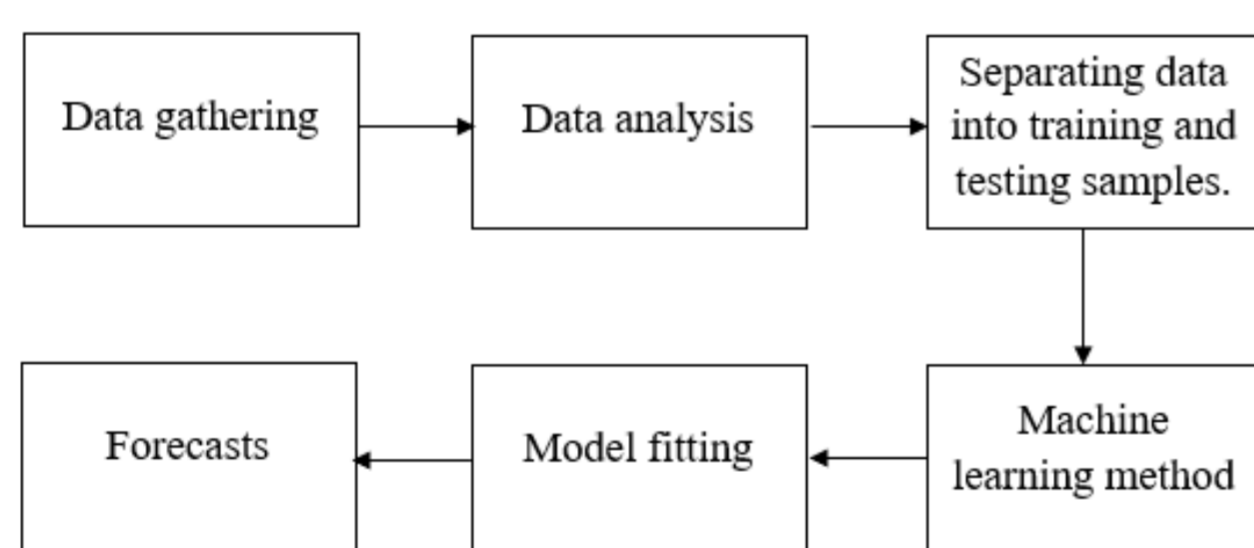 Data gathering
Data analysis
Separating data
into training and
testing samples.
Machine
learning method
Model fitting
Forecasts